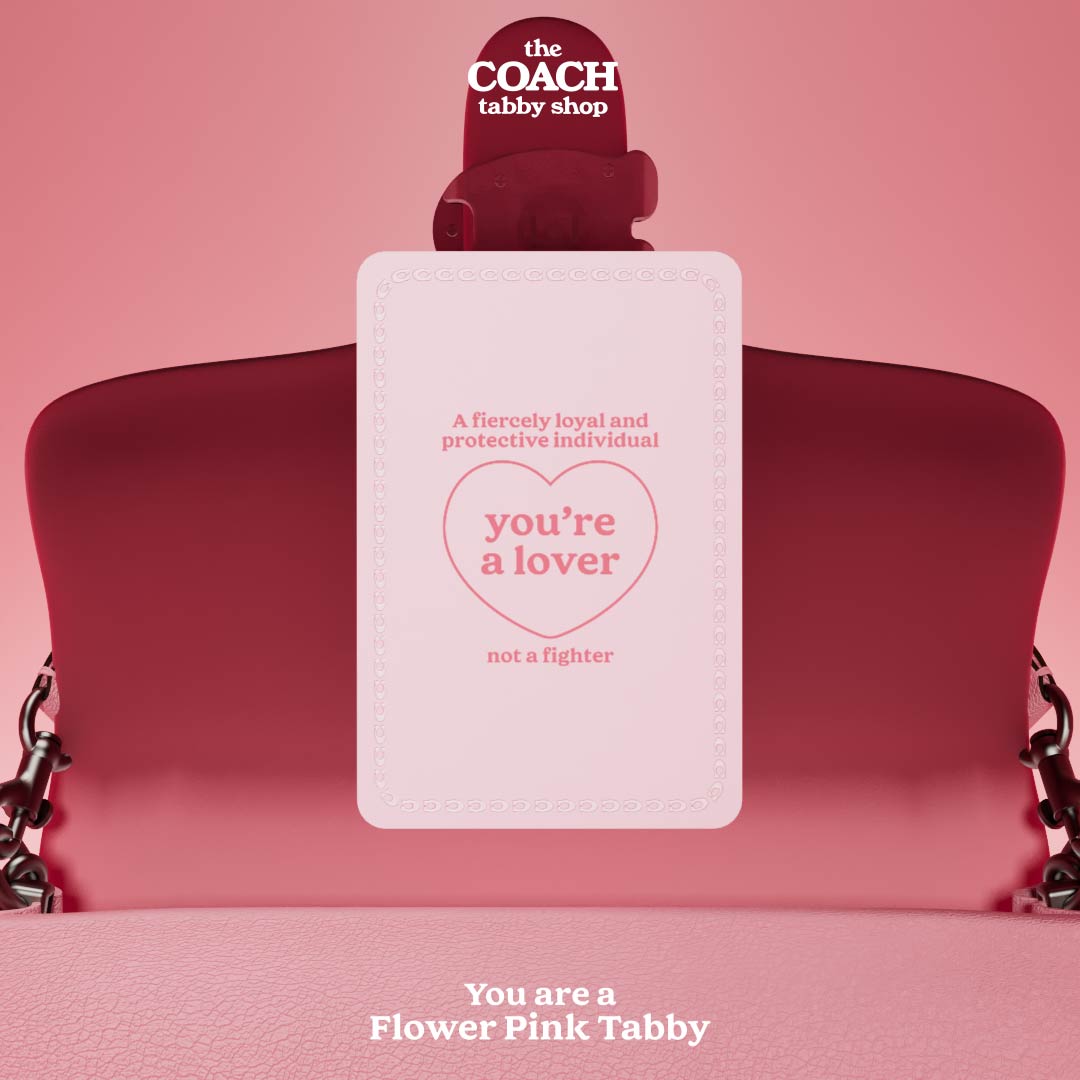 the
COACH
tabby shop
A fiercely loyal and
protective individual
you're
a lover
not a fighter
You are a
Flower Pink Tabby